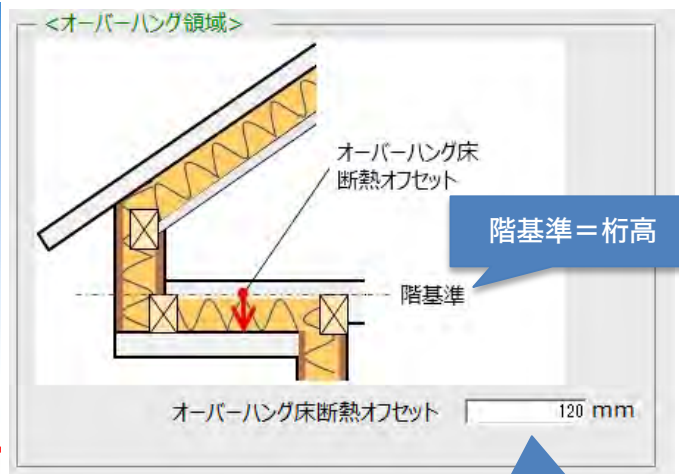 <オーバーハング領域>
オーバーハング床
断熱オフセット
階基準＝桁高
階基準
オーバーハング床断熱オフセット 120 mm